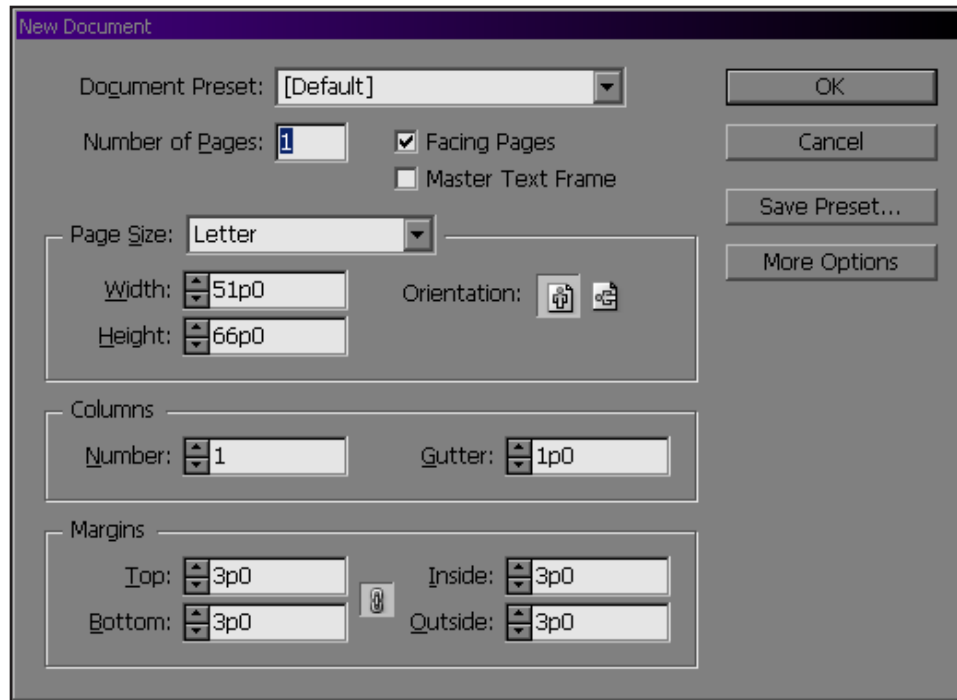 New Document
Document Preset: [Default]
OK
Number of Pages: 1
Facing Pages
Cancel
Master Text Frame
Save Preset...
Page Size: Letter
More Options
Width: 51p0
Orientation:
Height: 66p0
Columns
Number: 1
Gutter: 1p0
Margins
Top: 3p0
Inside: 3p0
Bottom: 3p0
Outside: 3p0